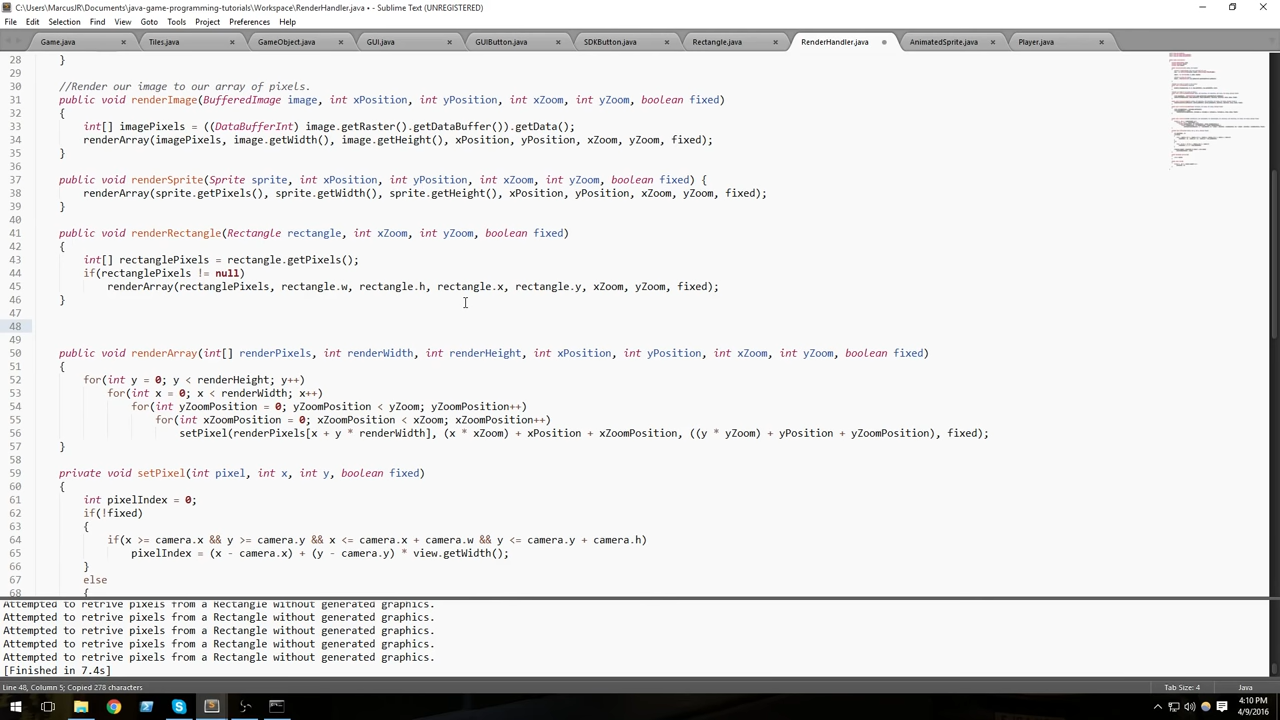 C:\Users\MarcusJR\Documents\java-game-programming-tutorials\Workspace\RenderHandler.java • - Sublime Text (UNREGISTERED)
File Edit Selection Find View Goto Tools Project Preferences Help
Game.java Tiles.java GameObject.java GUI.java GUIButton.java SDKButton.java Rectangle.java RenderHandler.java AnimatedSprite.java Player.java
28 }
29
30 //Render our image to our array of pixels.
31 public void renderImage(BufferedImage image, int xPosition, int yPosition, int xZoom, int yZoom, boolean fixed)
32 {
33 int[] imagePixels = ((DataBufferInt) image.getRaster().getDataBuffer()).getData();
34 renderArray(imagePixels, image.getWidth(), image.getHeight(), xPosition, yPosition, xZoom, yZoom, fixed);
35 }
36
37 public void renderSprite(Sprite sprite, int xPosition, int yPosition, int xZoom, int yZoom, boolean fixed) {
38 renderArray(sprite.getPixels(), sprite.getWidth(), sprite.getHeight(), xPosition, yPosition, xZoom, yZoom, fixed);
39 }
40
41 public void renderRectangle(Rectangle rectangle, int xZoom, int yZoom, boolean fixed)
42 {
43 int[] rectanglePixels = rectangle.getPixels();
44 if(rectanglePixels != null)
45 renderArray(rectanglePixels, rectangle.w, rectangle.h, rectangle.x, rectangle.y, xZoom, yZoom, fixed);
46 }
47
48
49
50 public void renderArray(int[] renderPixels, int renderWidth, int renderHeight, int xPosition, int yPosition, int xZoom, int yZoom, boolean fixed)
51 {
52 for(int y = 0; y < renderHeight; y++)
53 for(int x = 0; x < renderWidth; x++)
54 for(int yZoomPosition = 0; yZoomPosition < yZoom; yZoomPosition++)
55 for(int xZoomPosition = 0; xZoomPosition < xZoom; xZoomPosition++)
56 setPixel(renderPixels[x + y * renderWidth], (x * xZoom) + xPosition + xZoomPosition, ((y * yZoom) + yPosition + yZoomPosition), fixed);
57 }
58
59 private void setPixel(int pixel, int x, int y, boolean fixed)
60 {
61 int pixelIndex = 0;
62 if(!fixed)
63 {
64 if(x >= camera.x && y >= camera.y && x <= camera.x + camera.w && y <= camera.y + camera.h)
65 pixelIndex = (x - camera.x) + (y - camera.y) * view.getWidth();
66 }
67 else
68 {
Attempted to retrive pixels from a Rectangle without generated graphics.
Attempted to retrive pixels from a Rectangle without generated graphics.
Attempted to retrive pixels from a Rectangle without generated graphics.
Attempted to retrive pixels from a Rectangle without generated graphics.
Attempted to retrive pixels from a Rectangle without generated graphics.
[Finished in 7.4s]
Line 48, Column 5; Copied 278 characters Tab Size: 4 Java
4:10 PM
4/9/2016